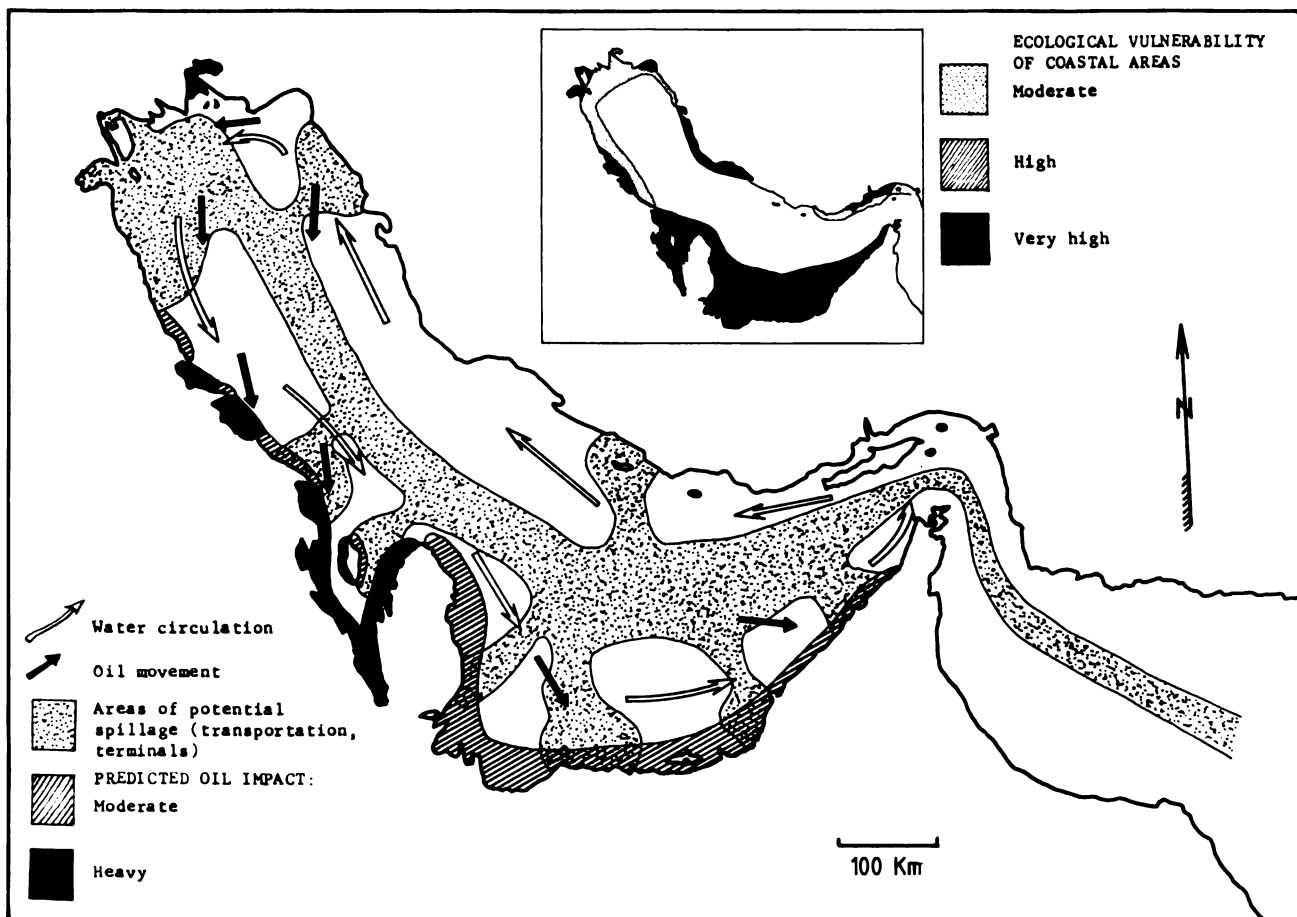 ECOLOGICAL VULNERABILITY
OF COASTAL AREAS
Moderate
High
Very high
N
Water circulation
Oil movement
Areas of potential
spillage (transportation,
terminals)
PREDICTED OIL IMPACT:
Moderate
Heavy
100 Km